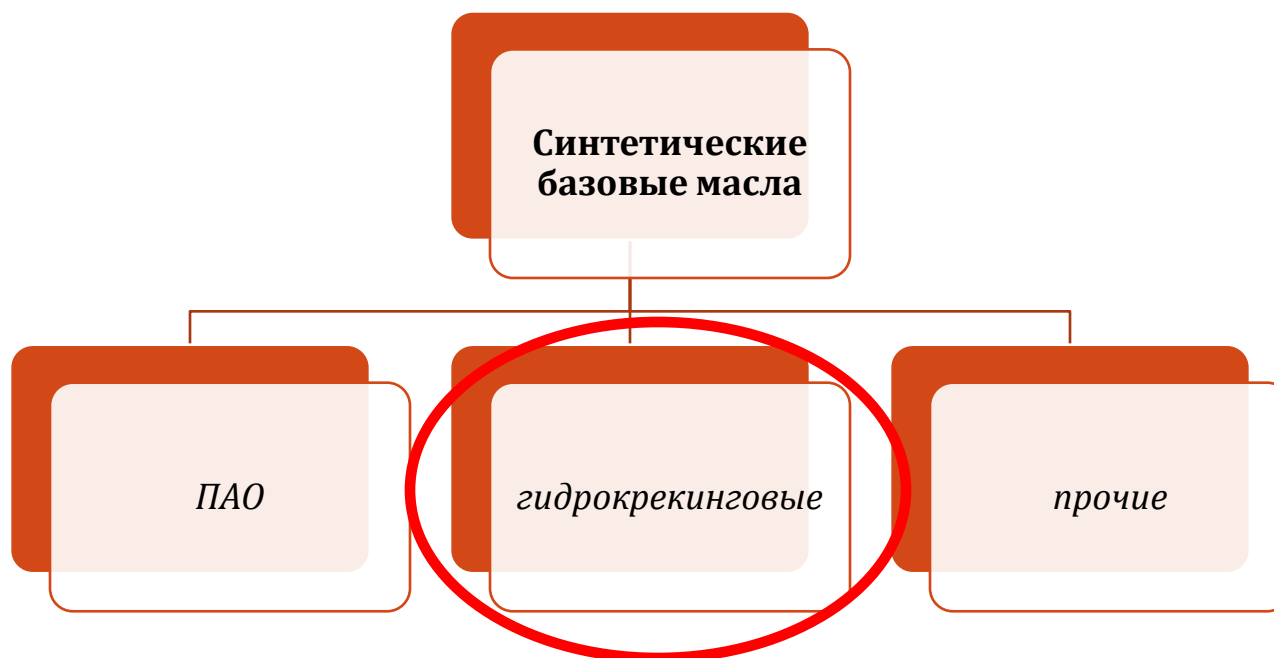 Синтетические
базовые масла
ПАО
гидрокрекинговые
прочие